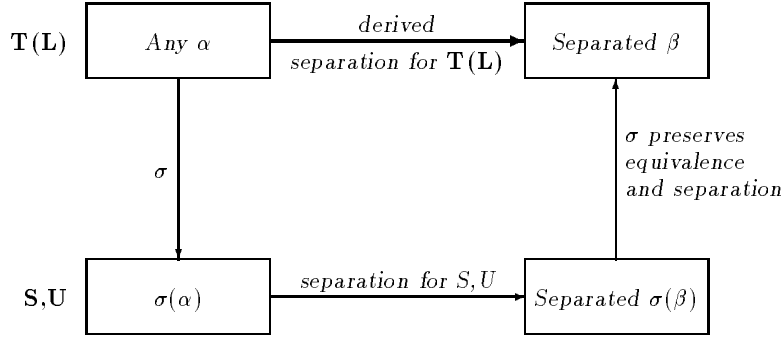 T(L)
Any α
derived
separation for T(L)
Separated β
σ
σ preserves
equivalence
and separation
S,U
σ(α)
separation for S,U
Separated σ(β)